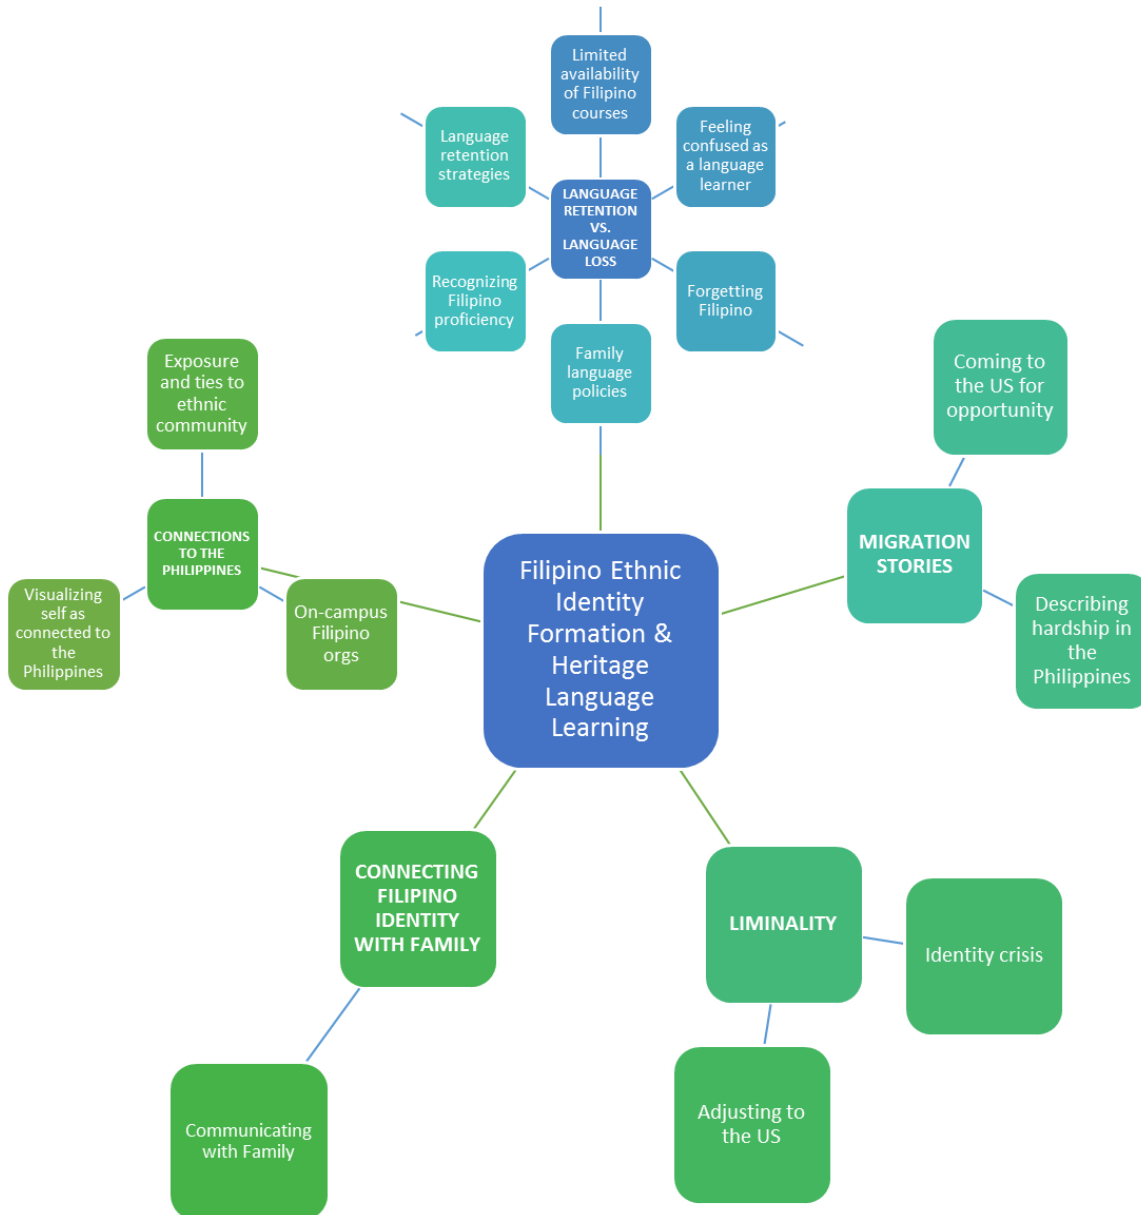 Limited
availability
of Filipino
courses
Language
retention
strategies
Feeling
confused as
a language
learner
LANGUAGE
RETENTION
VS.
LANGUAGE
LOSS
Recognizing
Filipino
proficiency
Forgetting
Filipino
Family
language
policies
Exposure
and ties to
ethnic
community
CONNECTIONS
TO THE
PHILIPPINES
Visualizing
self as
connected to
the
Philippines
On-campus
Filipino
orgs
Filipino Ethnic
Identity
Formation &
Heritage
Language
Learning
Coming to
the US for
opportunity
MIGRATION
STORIES
Describing
hardship in
the
Philippines
CONNECTING
FILIPINO
IDENTITY
WITH FAMILY
Communicating
with Family
LIMINALITY
Identity crisis
Adjusting to
the US